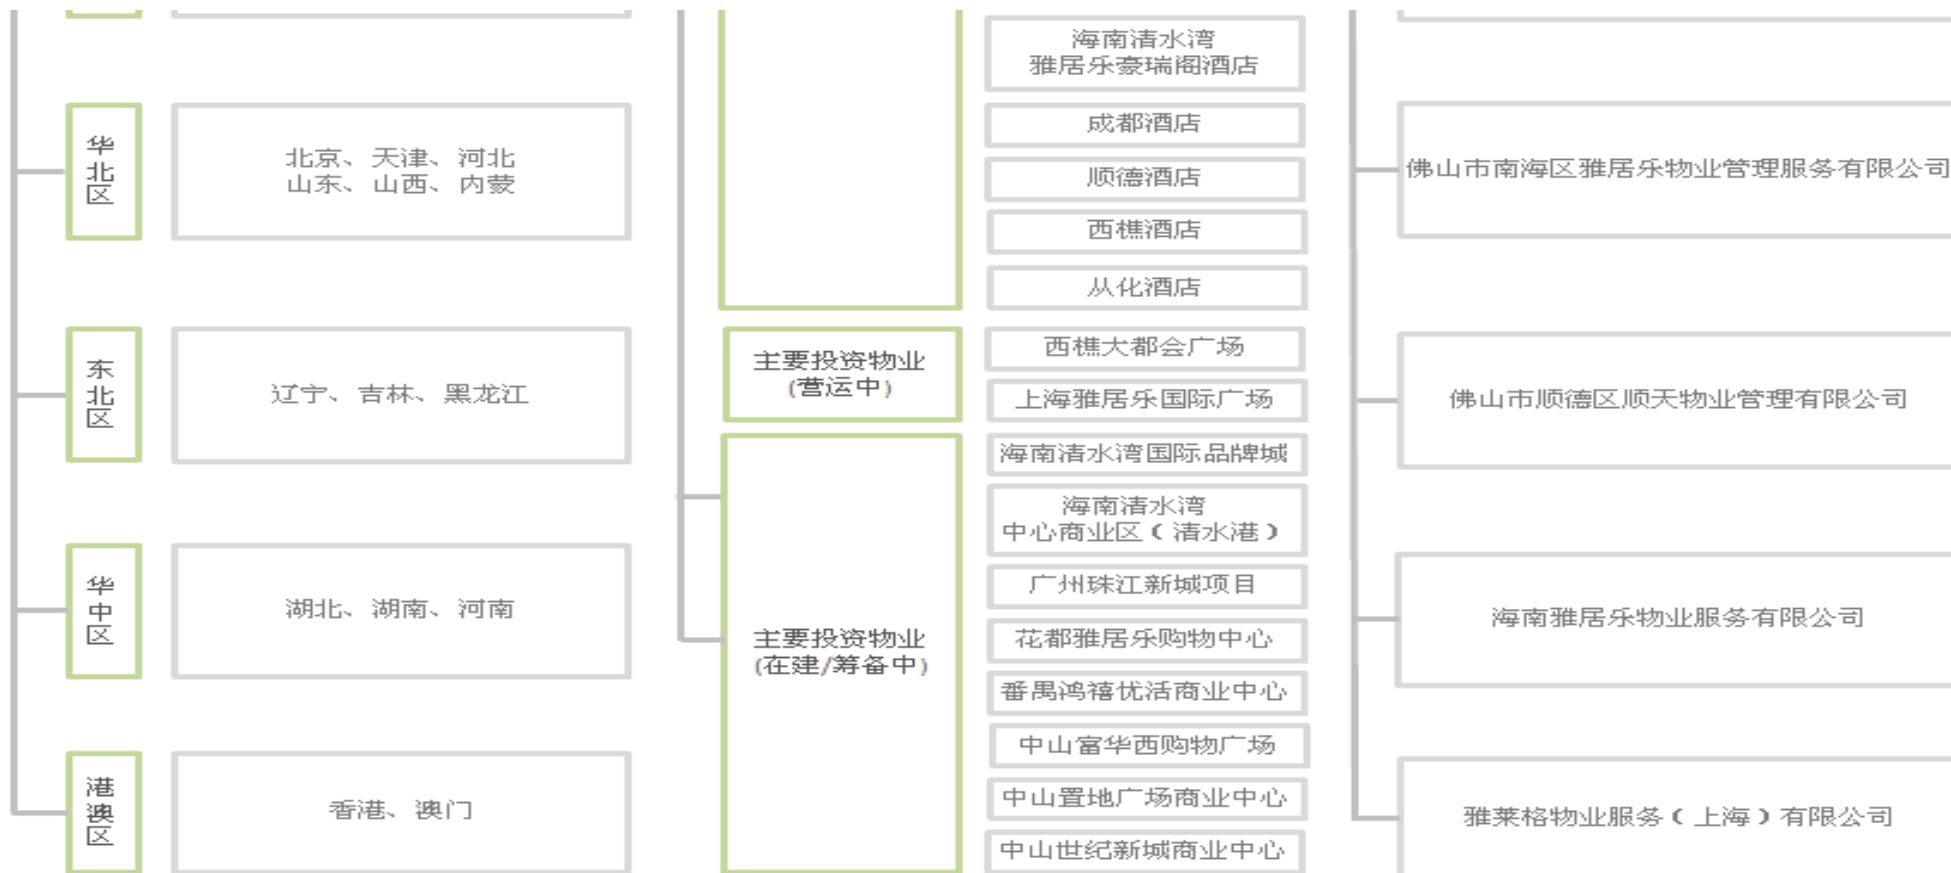 华
北
区
北京、天津、河北
山东、山西、内蒙
东
北
区
辽宁、吉林、黑龙江
华
中
区
湖北、湖南、河南
港
澳
区
香港、澳门
海南清水湾
雅居乐豪瑞阁酒店
成都酒店
顺德酒店
西樵酒店
从化酒店
主要投资物业
(营运中)
西樵大都会广场
上海雅居乐国际广场
主要投资物业
(在建/筹备中)
海南清水湾国际品牌城
海南清水湾
中心商业区（清水港）
广州珠江新城项目
花都雅居乐购物中心
番禺鸿禧优活商业中心
中山富华西购物广场
中山置地广场商业中心
中山世纪新城商业中心
佛山市南海区雅居乐物业管理服务有限公司
佛山市顺德区顺天物业管理有限公司
海南雅居乐物业服务有限公司
雅莱格物业服务（上海）有限公司